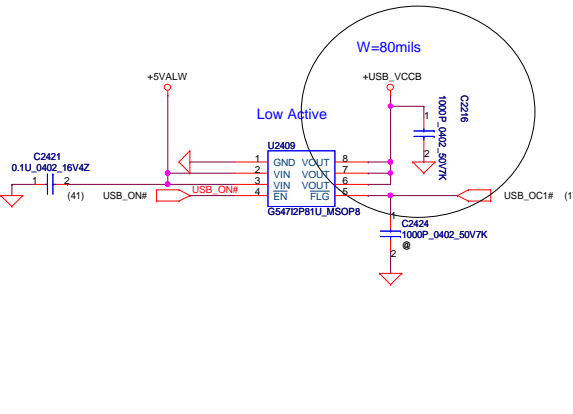 W=80mils
+5VALW
+USB_VCCB
Low Active
C2216
1000P_0402_50V7K
1
2
U2409
1 GND VOUT 8
2 VIN VOUT 7
3 VIN VOUT 6
4 EN FLG 5
G547I2P81U_MSOP8
C2421
0.1U_0402_16V4Z
1 2
(41) USB_ON# USB_ON#
USB_OC1# (1
1
C2424
1000P_0402_50V7K
@
2